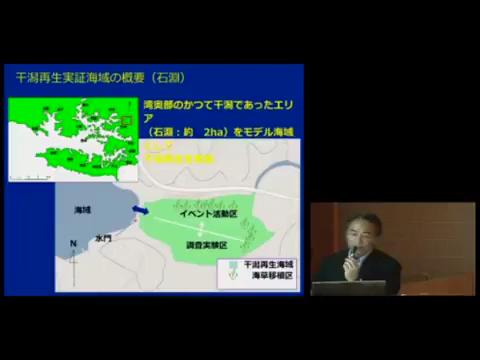 干潟再生実証海域の概要（石淵）
湾奥部のかつて干潟であったエリ
ア
（石淵：約　2ha）をモデル海域
として
海域
水門
N
イベント活動区
調査実験区
干潟再生海域
海草移植区